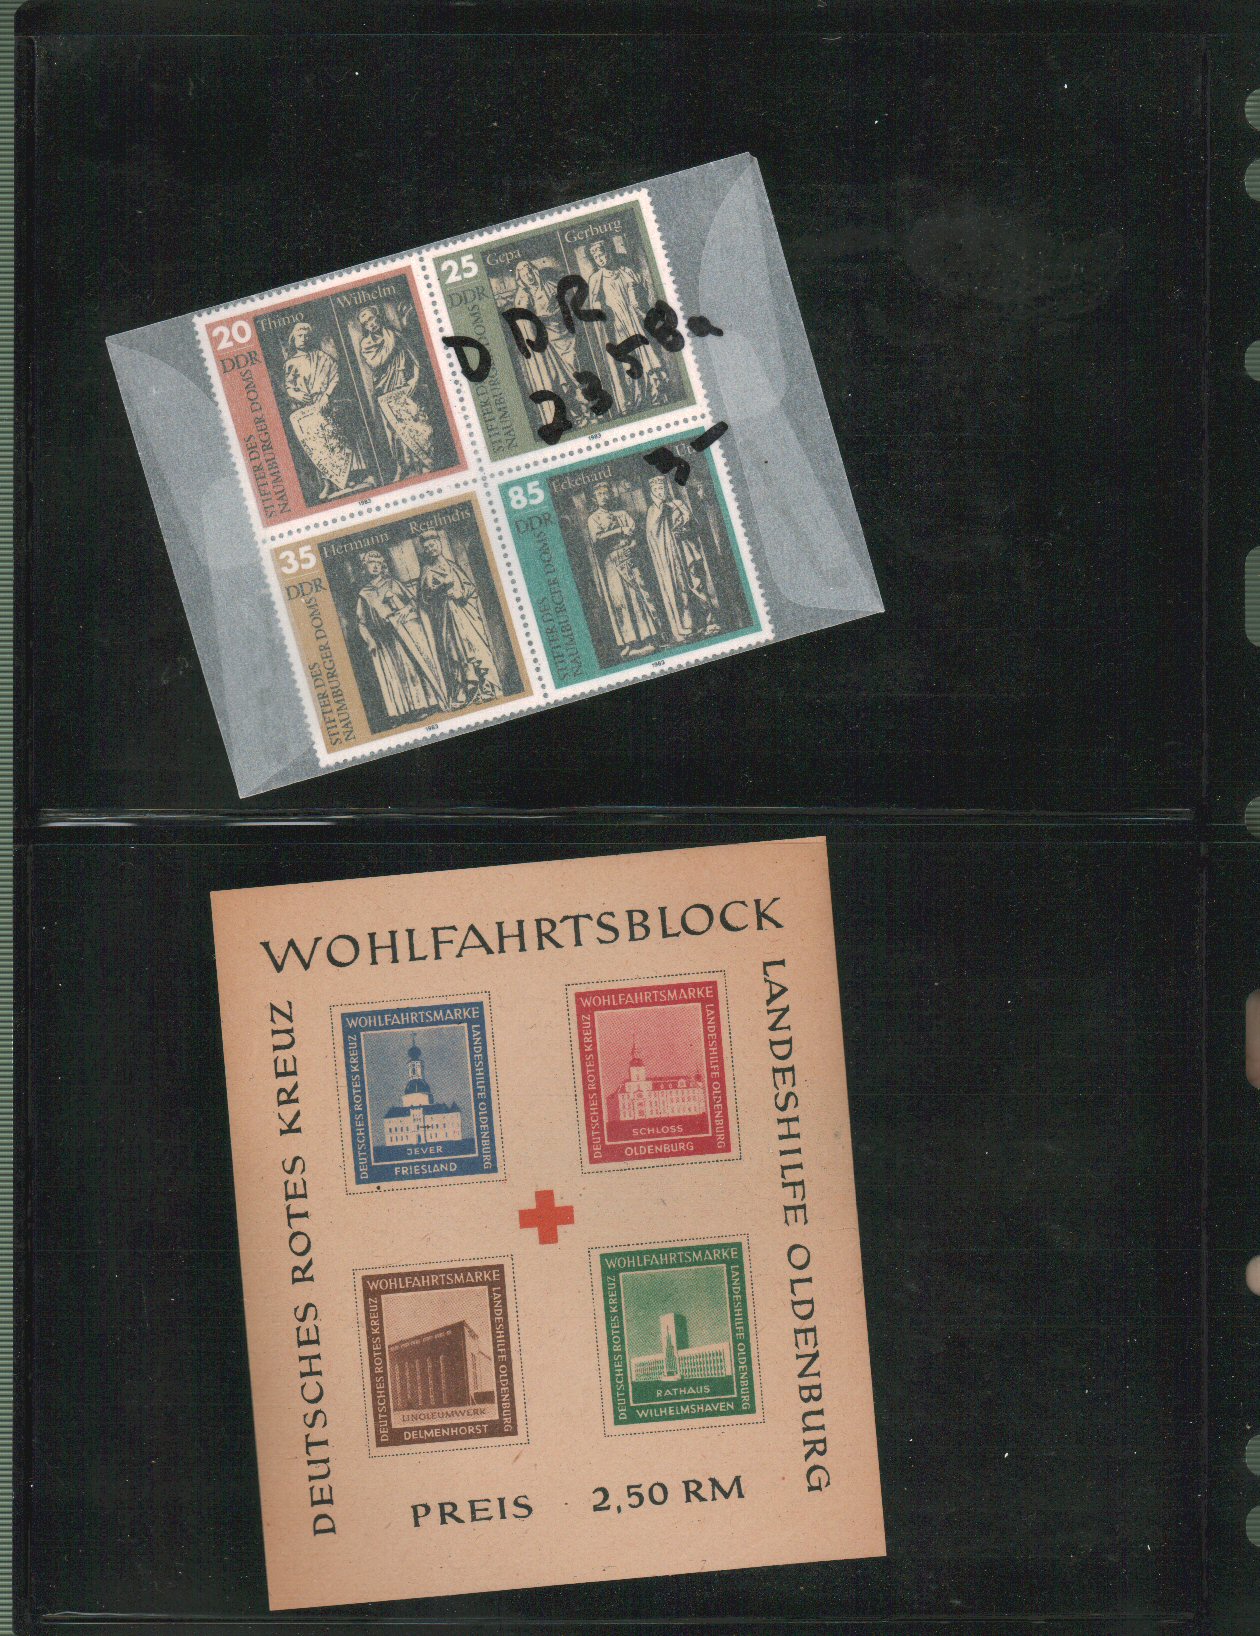 20
DDR
Thimo
Wilhelm
STIFTER DES
NAUMBURGER DOMS
1983
25
DDR
Gepa
Gerburg
STIFTER DES
NAUMBURGER DOMS
1983
35
DDR
Hermann
Reglindis
STIFTER DES
NAUMBURGER DOMS
1983
85
DDR
Eckehard
STIFTER DES
NAUMBURGER DOMS
1983
DDR
2358a
WOHLFAHRTSBLOCK
DEUTSCHES ROTES KREUZ
LANDESHILFE OLDENBURG
WOHLFAHRTSMARKE
DEUTSCHES ROTES KREUZ
LANDESHILFE OLDENBURG
JEVER
FRIESLAND
WOHLFAHRTSMARKE
DEUTSCHES ROTES KREUZ
LANDESHILFE OLDENBURG
SCHLOSS
OLDENBURG
WOHLFAHRTSMARKE
DEUTSCHES ROTES KREUZ
LANDESHILFE OLDENBURG
LINOLEUMWERK
DELMENHORST
WOHLFAHRTSMARKE
DEUTSCHES ROTES KREUZ
LANDESHILFE OLDENBURG
RATHAUS
WILHELMSHAVEN
PREIS 2,50 RM